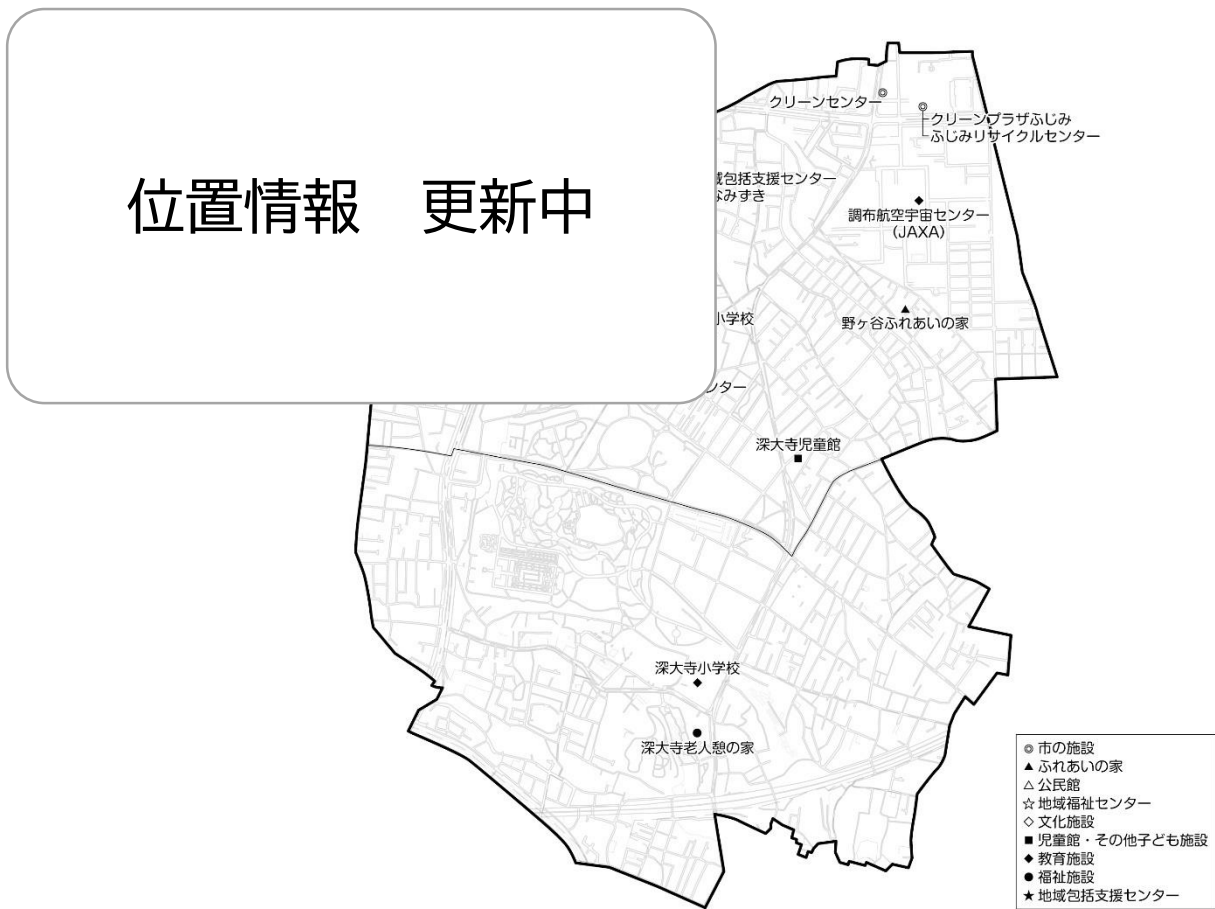 位置情報　更新中
クリーンセンター
クリーンプラザふじみ
ふじみリサイクルセンター
域包括支援センター
なみずき
調布航空宇宙センター
(JAXA)
小学校
野ヶ谷ふれあいの家
ンター
深大寺児童館
深大寺小学校
深大寺老人憩の家
◎ 市の施設
▲ ふれあいの家
△ 公民館
☆ 地域福祉センター
◇ 文化施設
■ 児童館・その他子ども施設
◆ 教育施設
● 福祉施設
★ 地域包括支援センター